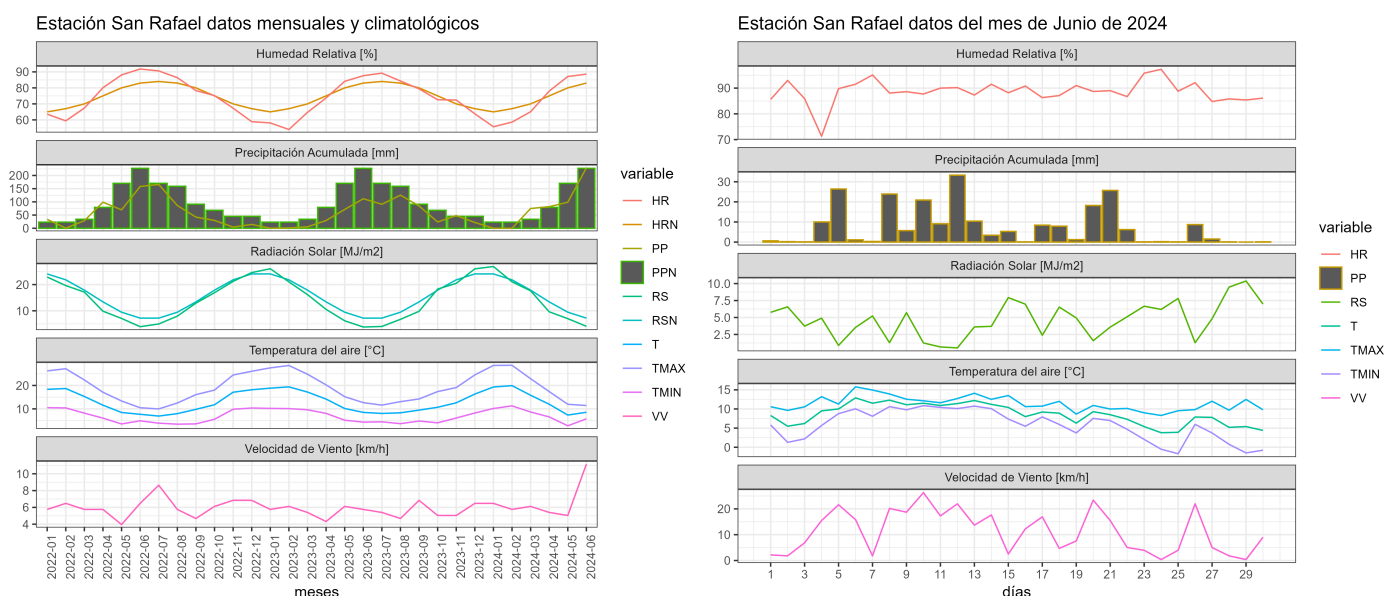 Estación San Rafael datos mensuales y climatológicos
Humedad Relativa [%]
90
80
70
60
Precipitación Acumulada [mm]
200
150
100
50
0
Radiación Solar [MJ/m2]
20
10
Temperatura del aire [°C]
20
10
Velocidad de Viento [km/h]
10
8
6
4
2022-01
2022-02
2022-03
2022-04
2022-05
2022-06
2022-07
2022-08
2022-09
2022-10
2022-11
2022-12
2023-01
2023-02
2023-03
2023-04
2023-05
2023-06
2023-07
2023-08
2023-09
2023-10
2023-11
2023-12
2024-01
2024-02
2024-03
2024-04
2024-05
2024-06
meses
variable
HR
HRN
PP
PPN
RS
RSN
T
TMAX
TMIN
VV
Estación San Rafael datos del mes de Junio de 2024
Humedad Relativa [%]
90
80
70
Precipitación Acumulada [mm]
30
20
10
0
Radiación Solar [MJ/m2]
10.0
7.5
5.0
2.5
Temperatura del aire [°C]
15
10
5
0
Velocidad de Viento [km/h]
20
10
0
1
3
5
7
9
11
13
15
17
19
21
23
25
27
29
días
variable
HR
PP
RS
T
TMAX
TMIN
VV